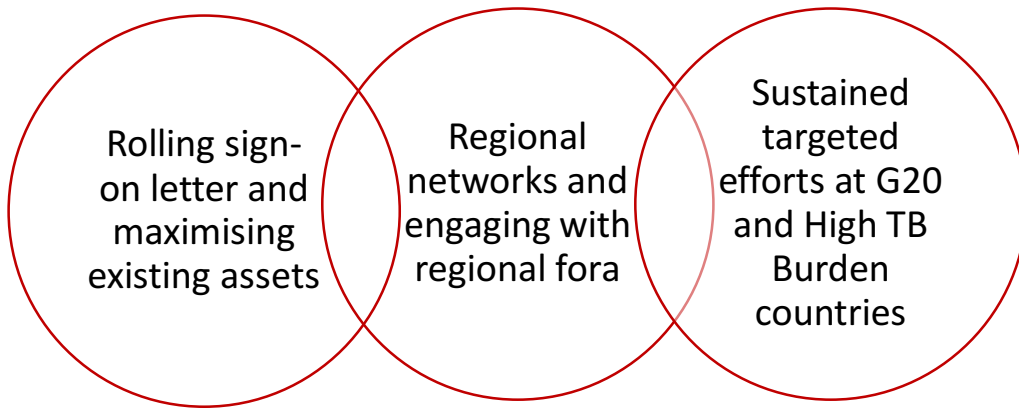 Rolling sign-
on letter and
maximising
existing assets
Regional
networks and
engaging with
regional fora
Sustained
targeted
efforts at G20
and High TB
Burden
countries